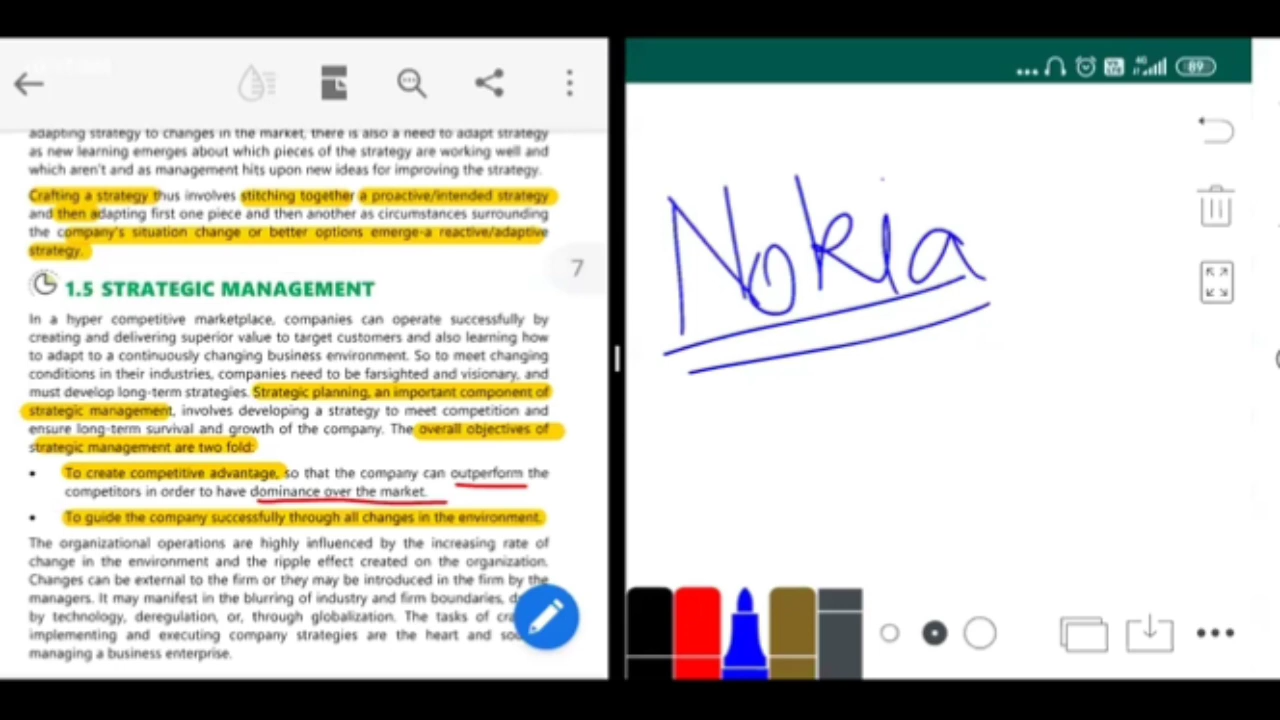 adapting strategy to changes in the market, there is also a need to adapt strategy
as new learning emerges about which pieces of the strategy are working well and
which aren't and as management hits upon new ideas for improving the strategy.
Crafting a strategy thus involves stitching together a proactive/intended strategy
and then adapting first one piece and then another as circumstances surrounding
the company's situation change or better options emerge-a reactive/adaptive
strategy.
7
1.5 STRATEGIC MANAGEMENT
In a hyper competitive marketplace, companies can operate successfully by
creating and delivering superior value to target customers and also learning how
to adapt to a continuously changing business environment. So to meet changing
conditions in their industries, companies need to be farsighted and visionary, and
must develop long-term strategies. Strategic planning, an important component of
strategic management, involves developing a strategy to meet competition and
ensure long-term survival and growth of the company. The overall objectives of
strategic management are two fold:
• To create competitive advantage, so that the company can outperform the
competitors in order to have dominance over the market.
• To guide the company successfully through all changes in the environment.
The organizational operations are highly influenced by the increasing rate of
change in the environment and the ripple effect created on the organization.
Changes can be external to the firm or they may be introduced in the firm by the
managers. It may manifest in the blurring of industry and firm boundaries,
by technology, deregulation, or, through globalization. The tasks of
implementing and executing company strategies are the heart and
managing a business enterprise.
4G 89
Nokia